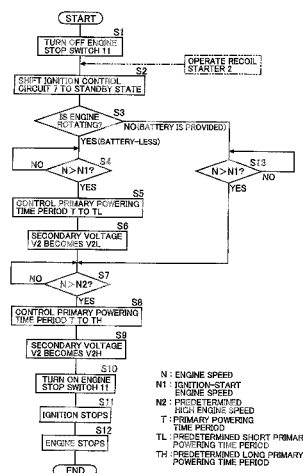 START
S1
TURN OFF ENGINE
STOP SWITCH 11
OPERATE RECOIL
STARTER 2
S2
SHIFT IGNITION CONTROL
CIRCUIT 7 TO STANDBY STATE
S3
IS ENGINE
ROTATING?
NO(BATTERY IS PROVIDED)
YES(BATTERY-LESS)
S4
N>N1?
NO
YES
S13
N>N1?
NO
YES
S5
CONTROL PRIMARY POWERING
TIME PERIOD T TO TL
S6
SECONDARY VOLTAGE
V2 BECOMES V2L
S7
N>N2?
NO
YES
S8
CONTROL PRIMARY POWERING
TIME PERIOD T TO TH
S9
SECONDARY VOLTAGE
V2 BECOMES V2H
S10
TURN ON ENGINE
STOP SWITCH 11
S11
IGNITION STOPS
S12
ENGINE STOPS
END
N : ENGINE SPEED
N1 : IGNITION-START
ENGINE SPEED
N2 : PREDETERMINED
HIGH ENGINE SPEED
T : PRIMARY POWERING
TIME PERIOD
TL : PREDETERMINED SHORT PRIMAR
POWERING TIME PERIOD
TH : PREDETERMINED LONG PRIMARY
POWERING TIME PERIOD